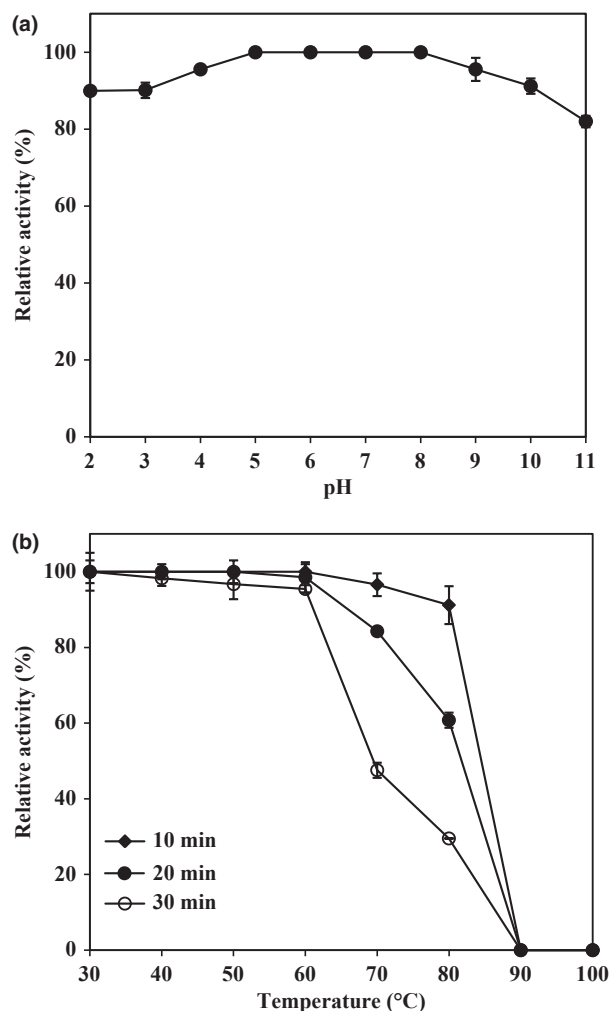 (a)
Relative activity (%)
100
80
60
40
20
0
2 3 4 5 6 7 8 9 10 11
pH
(b)
Relative activity (%)
100
80
60
40
20
0
10 min
20 min
30 min
30 40 50 60 70 80 90 100
Temperature (°C)